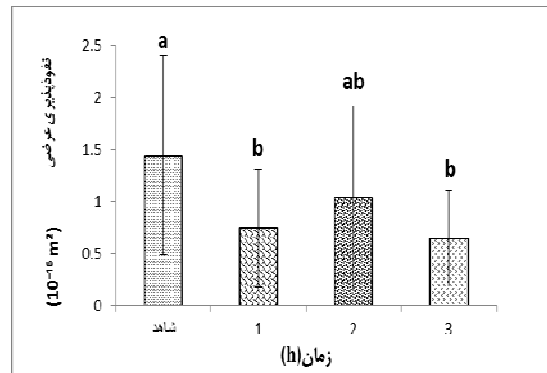 نفوذپذیری عرضی
(10⁻¹⁶ m²)
2.5
2
1.5
1
0.5
0
a
b
ab
b
شاهد 1 2 3
زمان(h)